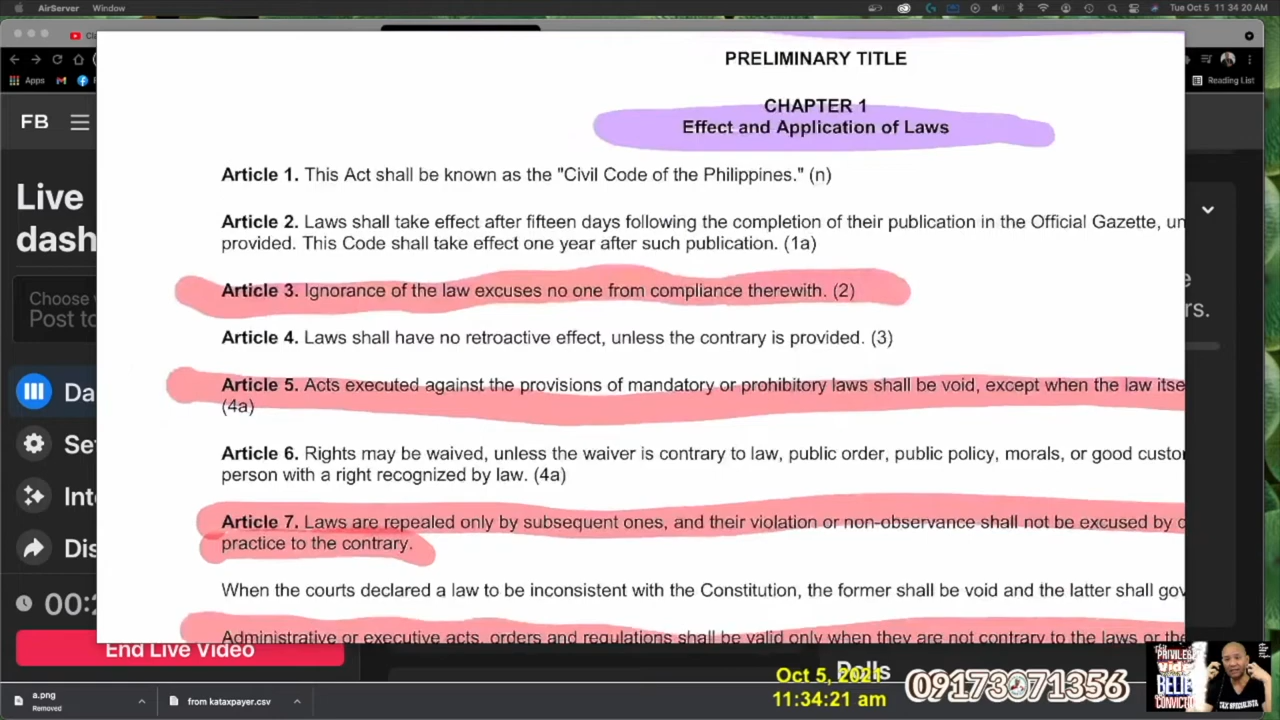 AirServer Window Tue Oct 5 11 34 20 AM
Apps
Reading List
FB
Live
dash
Choose
Post to
Da
Set
Inte
Dis
00:2
End Live Video
rs.
Polls
PRELIMINARY TITLE
CHAPTER 1
Effect and Application of Laws
Article 1. This Act shall be known as the "Civil Code of the Philippines." (n)
Article 2. Laws shall take effect after fifteen days following the completion of their publication in the Official Gazette, un
provided. This Code shall take effect one year after such publication. (1a)
Article 3. Ignorance of the law excuses no one from compliance therewith. (2)
Article 4. Laws shall have no retroactive effect, unless the contrary is provided. (3)
Article 5. Acts executed against the provisions of mandatory or prohibitory laws shall be void, except when the law itse
(4a)
Article 6. Rights may be waived, unless the waiver is contrary to law, public order, public policy, morals, or good custo
person with a right recognized by law. (4a)
Article 7. Laws are repealed only by subsequent ones, and their violation or non-observance shall not be excused by
practice to the contrary.
When the courts declared a law to be inconsistent with the Constitution, the former shall be void and the latter shall gov
Administrative or executive acts, orders and regulations shall be valid only when they are not contrary to the laws or the
a.png
Removed
from kataxpayer.csv
Oct 5, 2021
11:34:21 am
09173071356
PRIVILEGE
BELIE
CONVICTIO
TAX SPECIALISTA